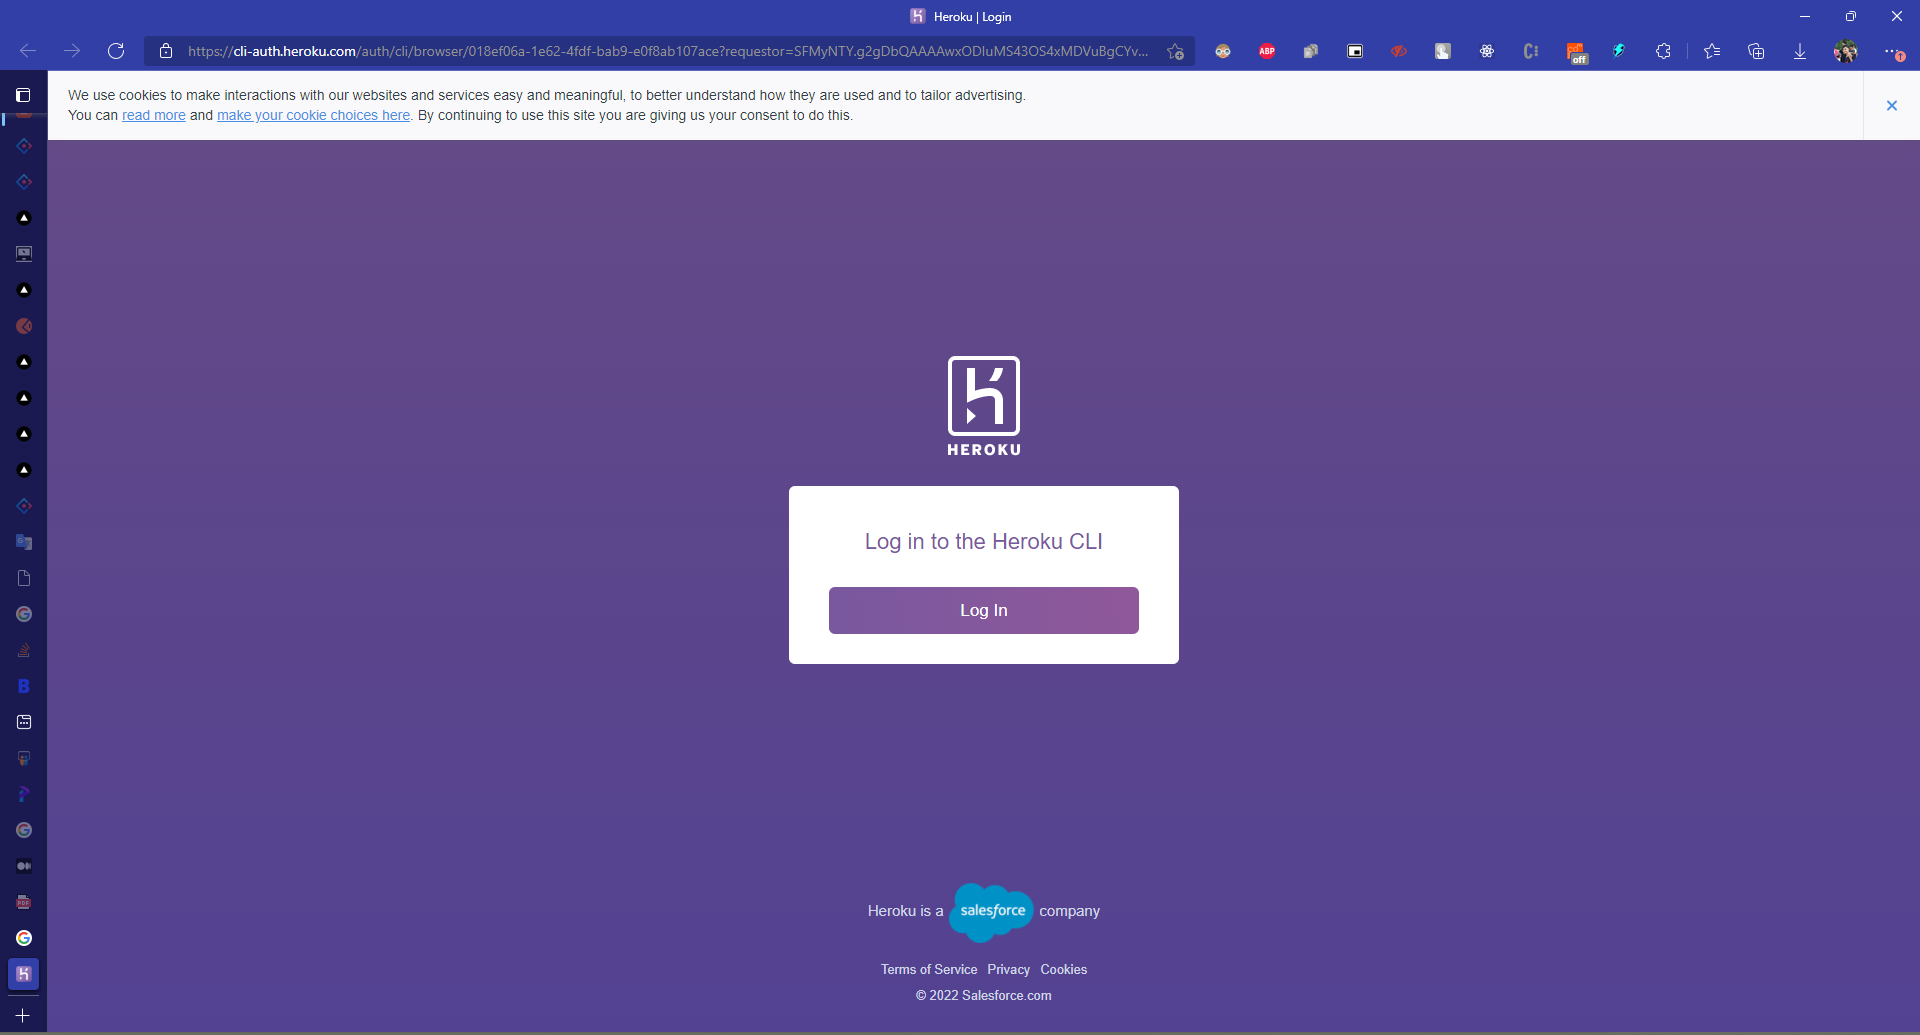 Heroku | Login
https://cli-auth.heroku.com/auth/cli/browser/018ef06a-1e62-4fdf-bab9-e0f8ab107ace?requestor=SFMyNTY.g2gDbQAAAAwxODIuMS43OS4xMDVuBgCYv...
ABP
off
We use cookies to make interactions with our websites and services easy and meaningful, to better understand how they are used and to tailor advertising.
You can read more and make your cookie choices here. By continuing to use this site you are giving us your consent to do this.
HEROKU
Log in to the Heroku CLI
Log In
Heroku is a salesforce company
Terms of Service Privacy Cookies
© 2022 Salesforce.com